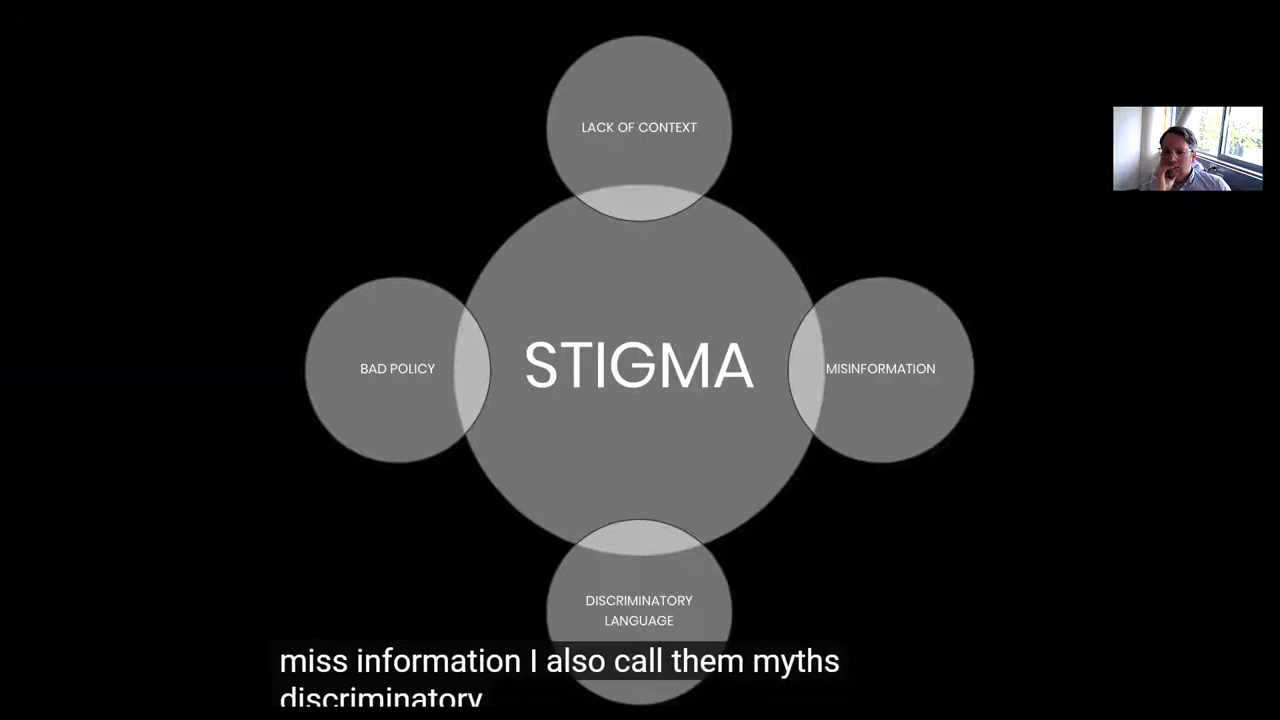 LACK OF CONTEXT
BAD POLICY
STIGMA
MISINFORMATION
DISCRIMINATORY
LANGUAGE
miss information I also call them myths
discriminatory